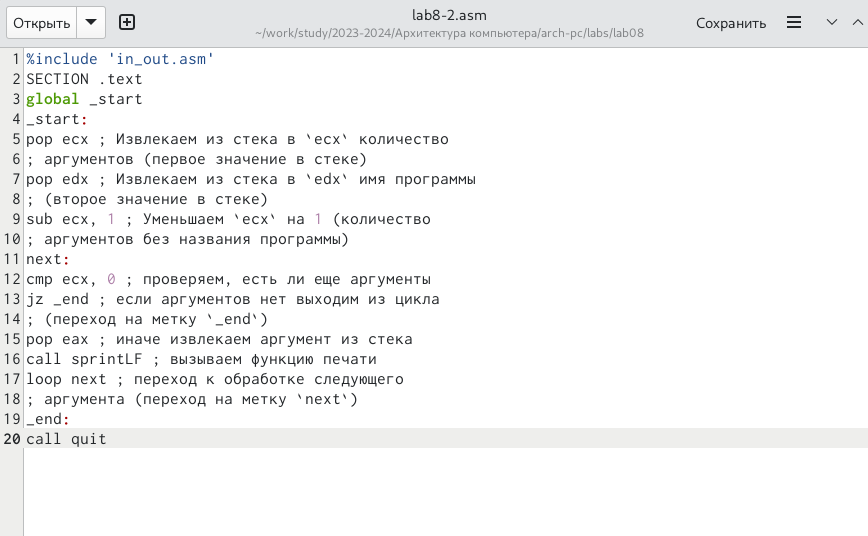 Открыть
lab8-2.asm
~/work/study/2023-2024/Архитектура компьютера/arch-pc/labs/lab08
Сохранить
1 %include 'in_out.asm'
2 SECTION .text
3 global _start
4 _start:
5 pop ecx ; Извлекаем из стека в `ecx` количество
6 ; аргументов (первое значение в стеке)
7 pop edx ; Извлекаем из стека в `edx` имя программы
8 ; (второе значение в стеке)
9 sub ecx, 1 ; Уменьшаем `ecx` на 1 (количество
10 ; аргументов без названия программы)
11 next:
12 cmp ecx, 0 ; проверяем, есть ли еще аргументы
13 jz _end ; если аргументов нет выходим из цикла
14 ; (переход на метку `_end`)
15 pop eax ; иначе извлекаем аргумент из стека
16 call sprintLF ; вызываем функцию печати
17 loop next ; переход к обработке следующего
18 ; аргумента (переход на метку `next`)
19 _end:
20 call quit